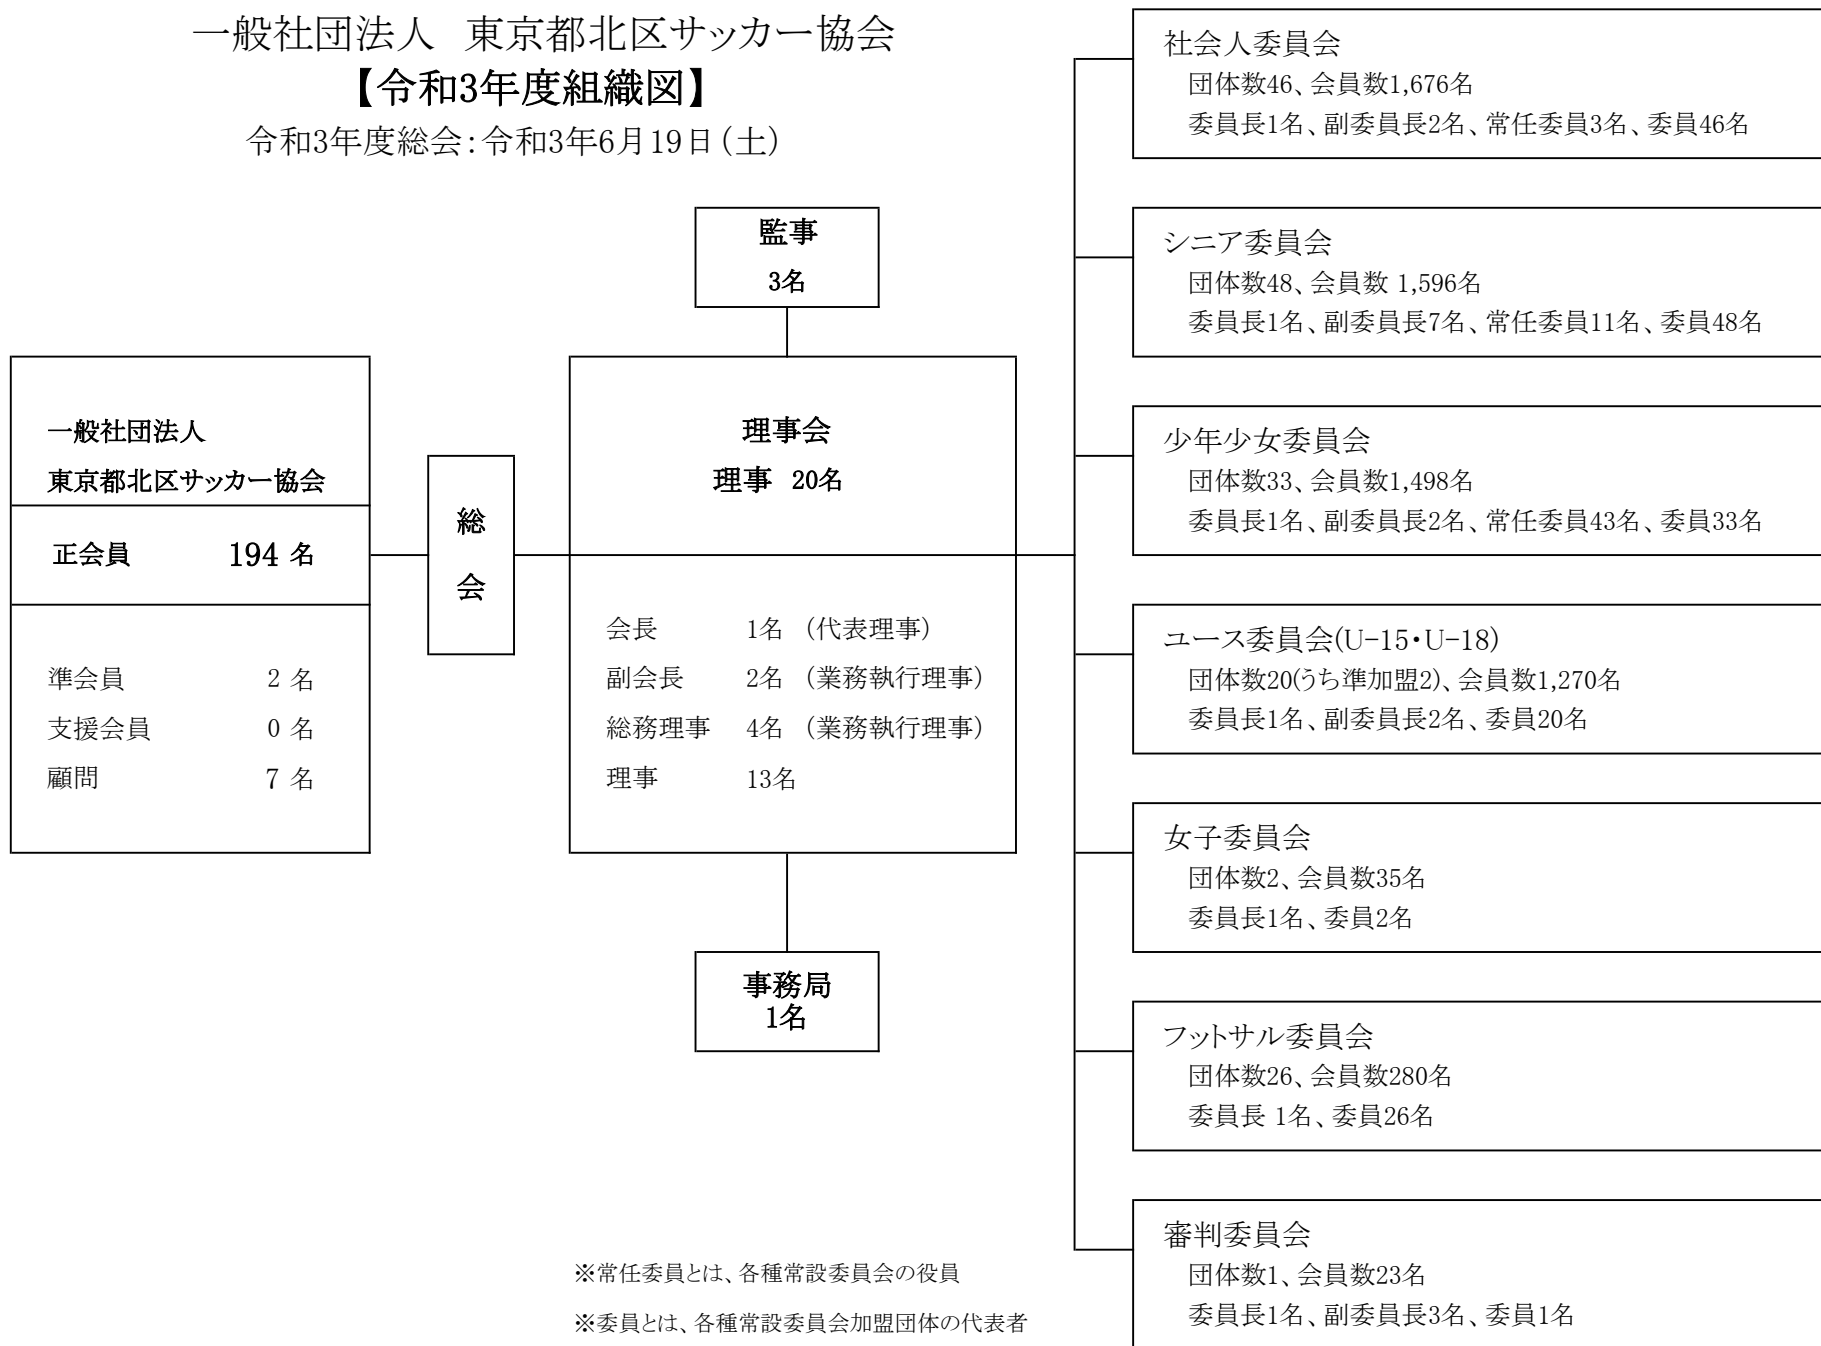 一般社団法人　東京都北区サッカー協会
【令和3年度組織図】
令和3年度総会：令和3年6月19日（土）
監事
3名
一般社団法人
東京都北区サッカー協会
正会員 194 名
準会員 2 名
支援会員 0 名
顧問 7 名
総
会
理事会
理事 20名
会長 1名 （代表理事）
副会長 2名 （業務執行理事）
総務理事 4名 （業務執行理事）
理事 13名
事務局
1名
社会人委員会
団体数46、会員数1,676名
委員長1名、副委員長2名、常任委員3名、委員46名
シニア委員会
団体数48、会員数 1,596名
委員長1名、副委員長7名、常任委員11名、委員48名
少年少女委員会
団体数33、会員数1,498名
委員長1名、副委員長2名、常任委員43名、委員33名
ユース委員会(U-15・U-18)
団体数20(うち準加盟2)、会員数1,270名
委員長1名、副委員長2名、委員20名
女子委員会
団体数2、会員数35名
委員長1名、委員2名
フットサル委員会
団体数26、会員数280名
委員長 1名、委員26名
審判委員会
団体数1、会員数23名
委員長1名、副委員長3名、委員1名
※常任委員とは、各種常設委員会の役員
※委員とは、各種常設委員会加盟団体の代表者